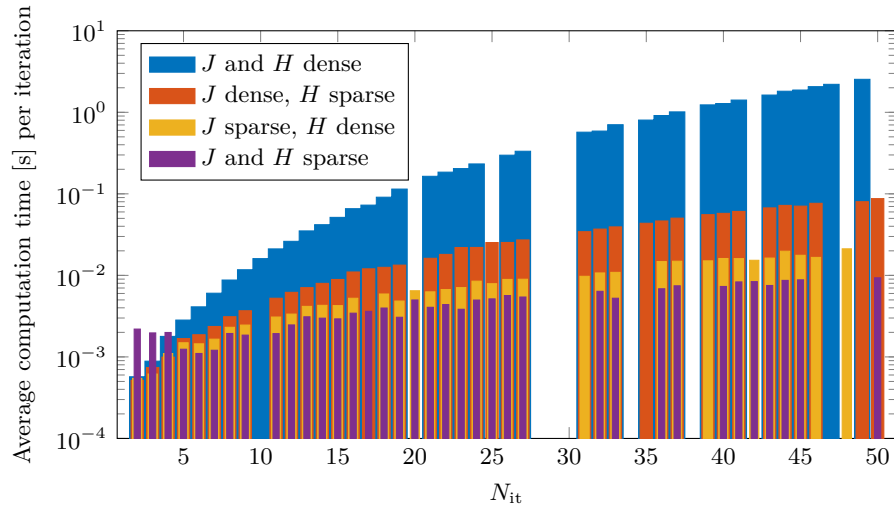 Average computation time [s] per iteration
10^1
10^0
10^−1
10^−2
10^−3
10^−4
J and H dense
J dense, H sparse
J sparse, H dense
J and H sparse
5 10 15 20 25 30 35 40 45 50
N_it